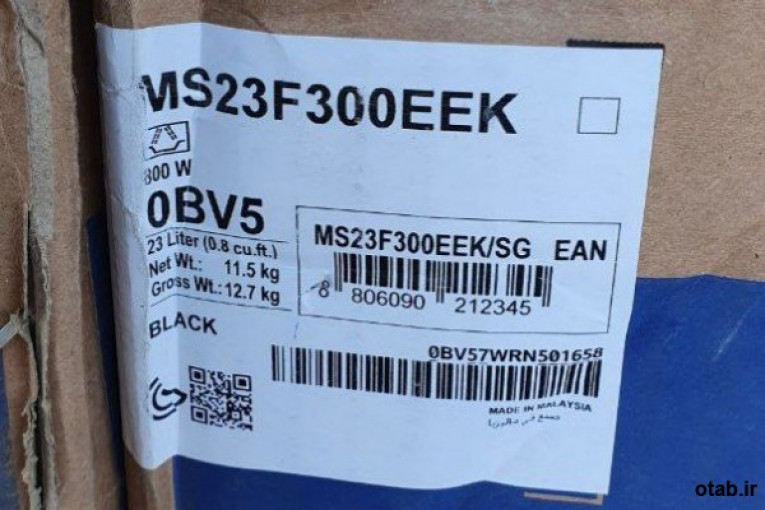 MS23F300EEK
800 W
0BV5
23 Liter (0.8 cu.ft.)
Net Wt.: 11.5 kg
Gross Wt.: 12.7 kg
BLACK
MS23F300EEK/SG EAN
8 806090 212345
0BV57WRN501658
MADE IN MALAYSIA
صنع في ماليزيا
otab.ir